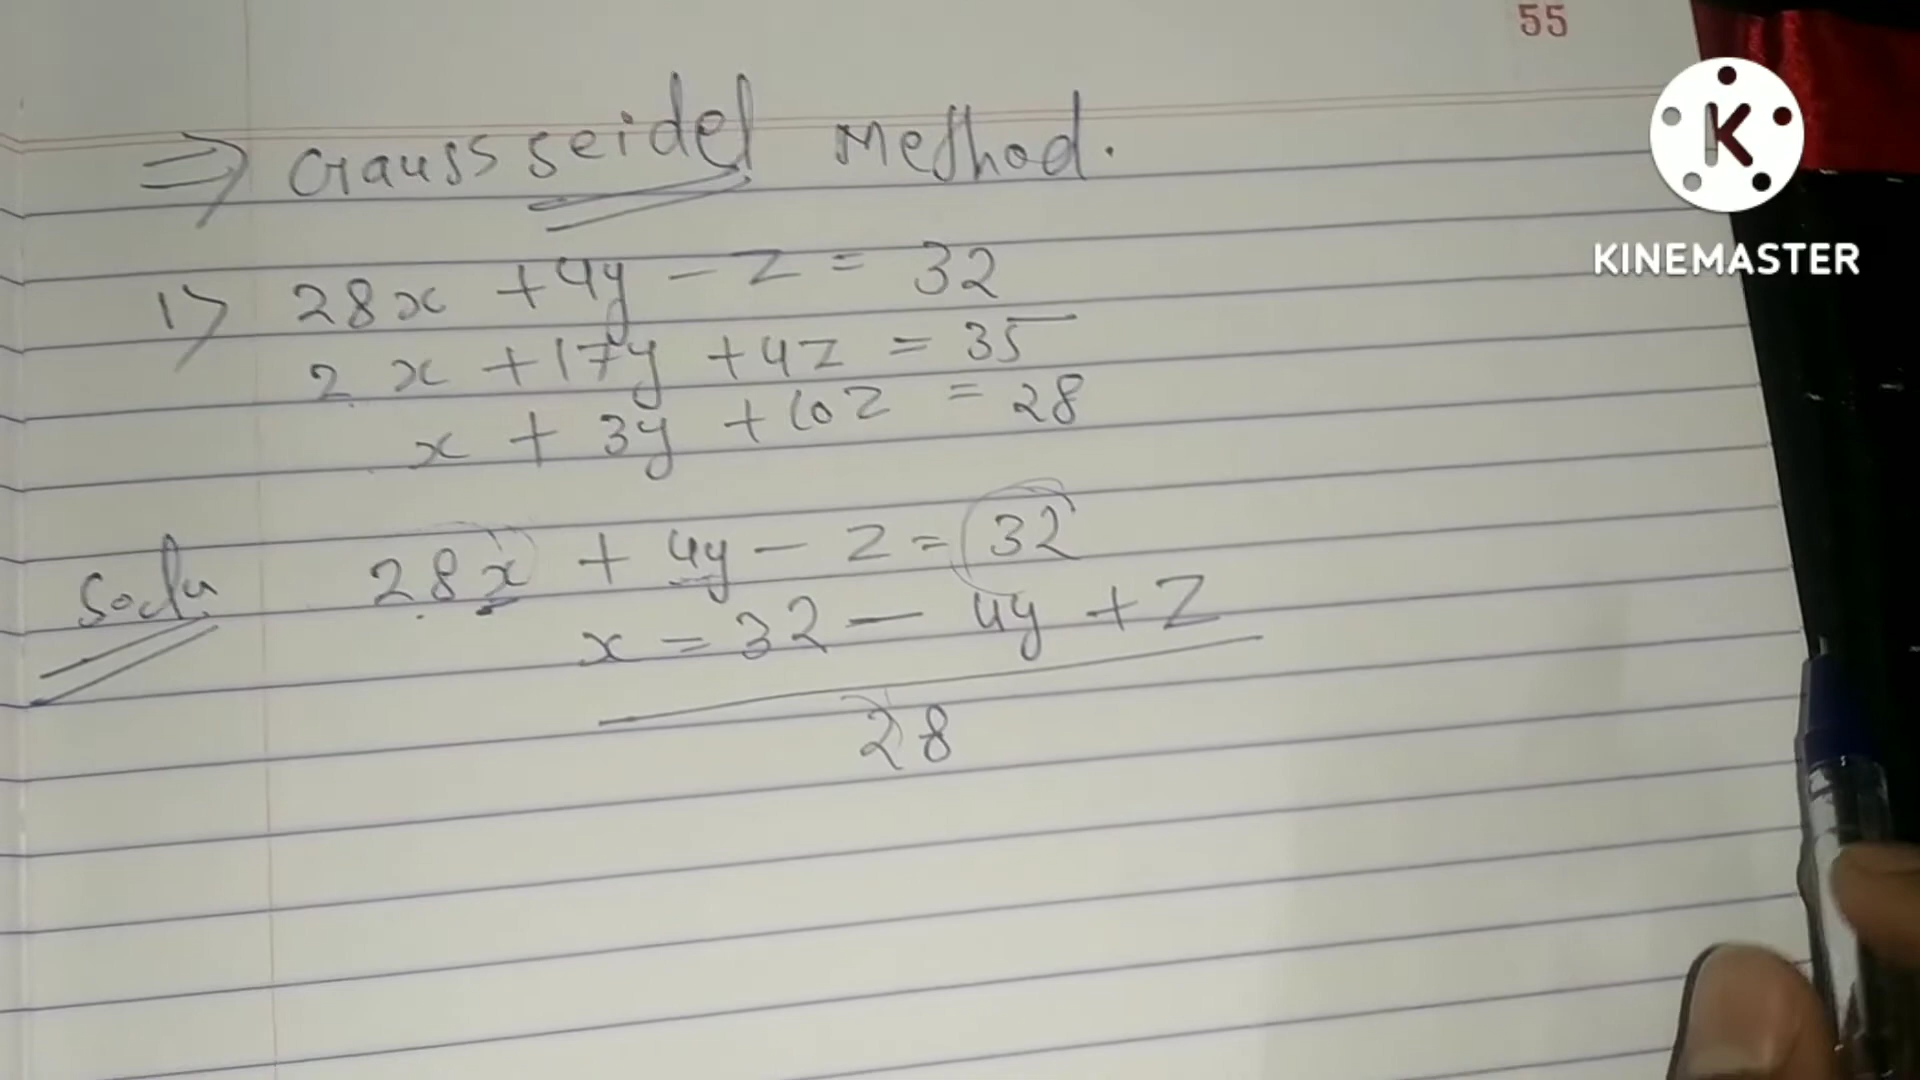 55
K
KINEMASTER
⇒ Gauss seidel Method.
1> 28x + 4y - z = 32
2x + 17y + 4z = 35
x + 3y + 10z = 28
Soln 28x + 4y - z = 32
x = 32 - 4y + z
28